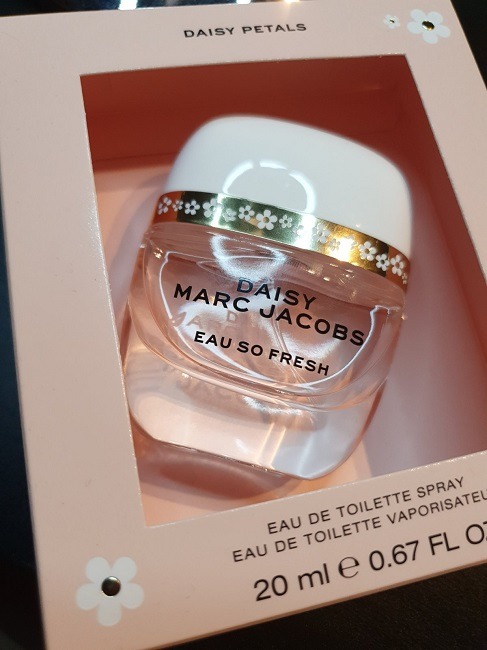 DAISY PETALS
DAISY
MARC JACOBS
EAU SO FRESH
EAU DE TOILETTE SPRAY
EAU DE TOILETTE VAPORISATEU
20 ml ℮ 0.67 FL OZ